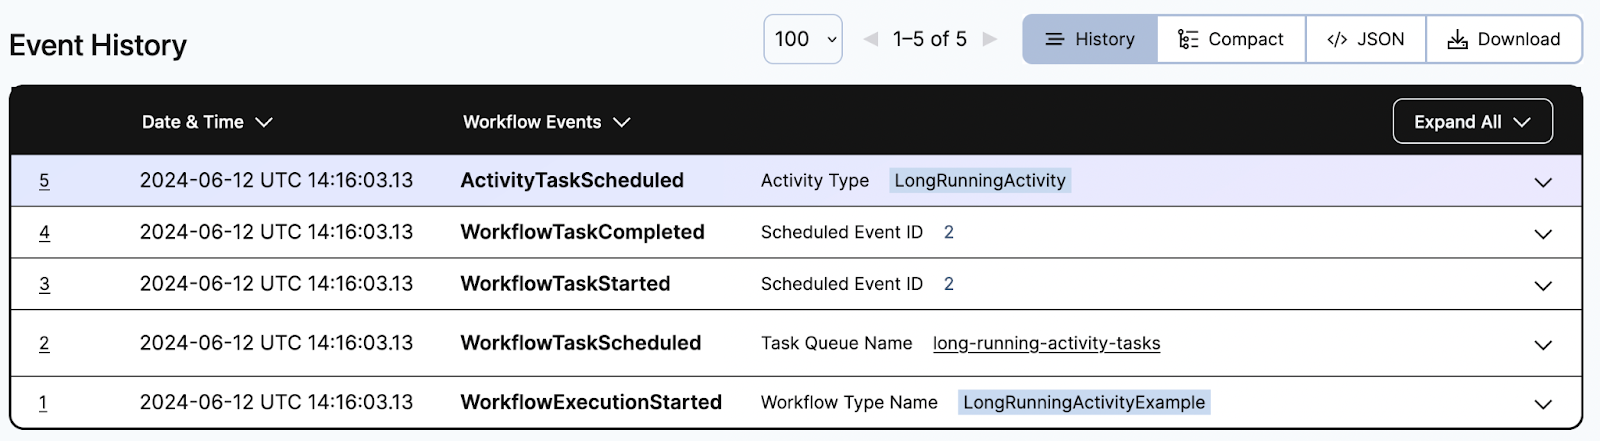 Event History
100
1–5 of 5
History
Compact
</> JSON
Download
Date & Time
Workflow Events
Expand All
5 2024-06-12 UTC 14:16:03.13 ActivityTaskScheduled Activity Type LongRunningActivity
4 2024-06-12 UTC 14:16:03.13 WorkflowTaskCompleted Scheduled Event ID 2
3 2024-06-12 UTC 14:16:03.13 WorkflowTaskStarted Scheduled Event ID 2
2 2024-06-12 UTC 14:16:03.13 WorkflowTaskScheduled Task Queue Name long-running-activity-tasks
1 2024-06-12 UTC 14:16:03.13 WorkflowExecutionStarted Workflow Type Name LongRunningActivityExample